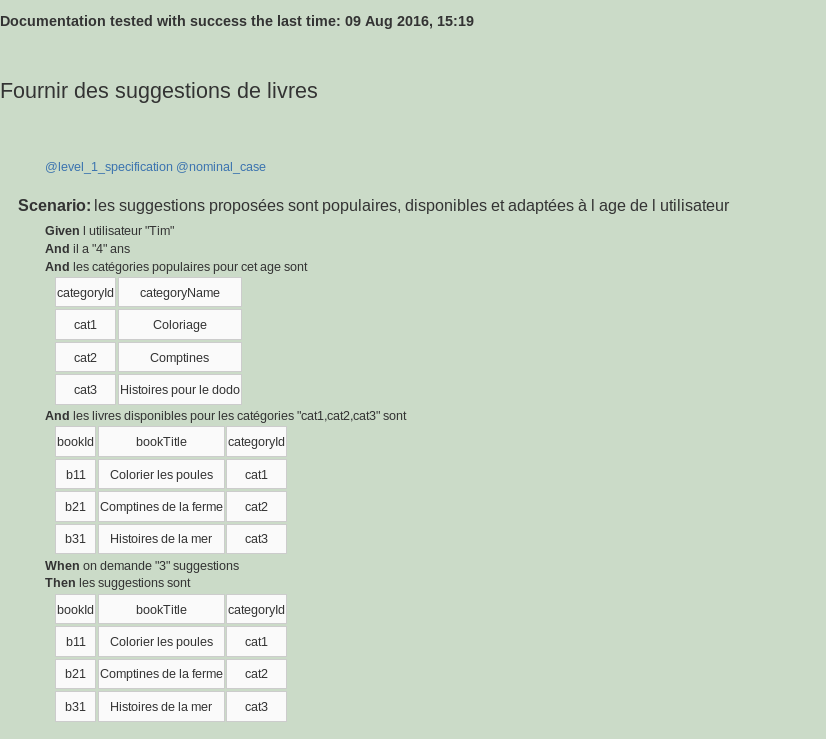 Documentation tested with success the last time: 09 Aug 2016, 15:19
Fournir des suggestions de livres
@level_1_specification @nominal_case
Scenario: les suggestions proposées sont populaires, disponibles et adaptées à l age de l utilisateur
Given l utilisateur "Tim"
And il a "4" ans
And les catégories populaires pour cet age sont
categoryId categoryName
cat1 Coloriage
cat2 Comptines
cat3 Histoires pour le dodo
And les livres disponibles pour les catégories "cat1,cat2,cat3" sont
bookId bookTitle categoryId
b11 Colorier les poules cat1
b21 Comptines de la ferme cat2
b31 Histoires de la mer cat3
When on demande "3" suggestions
Then les suggestions sont
bookId bookTitle categoryId
b11 Colorier les poules cat1
b21 Comptines de la ferme cat2
b31 Histoires de la mer cat3